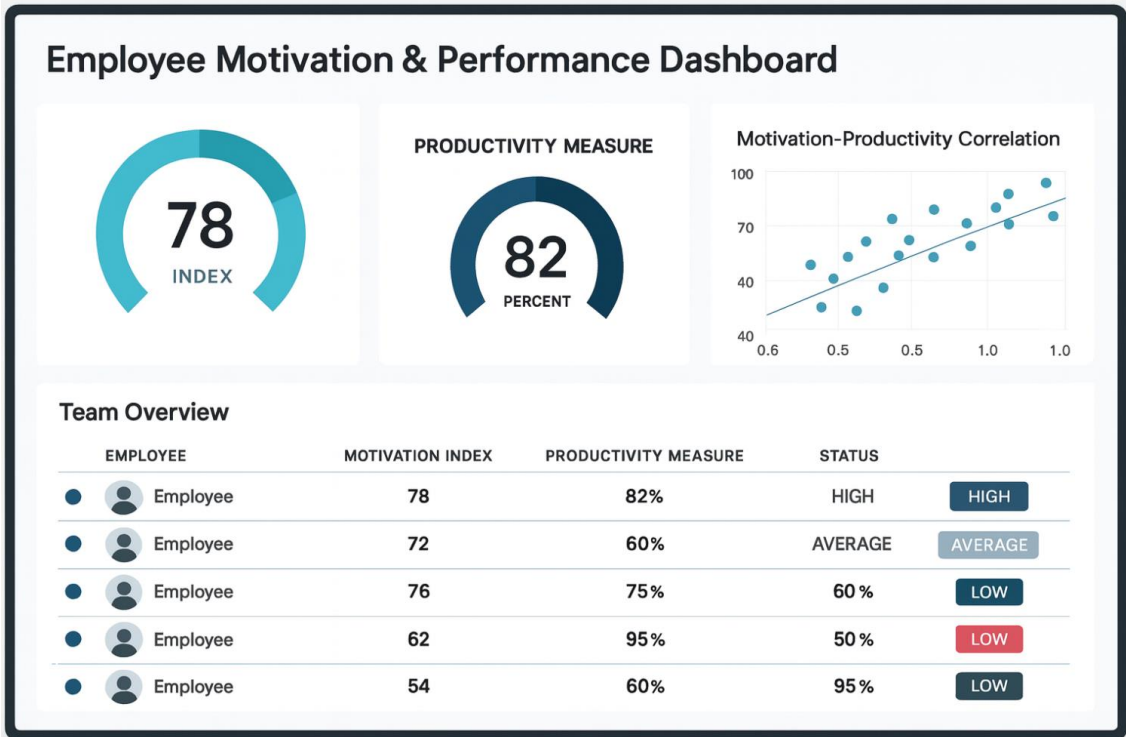 Employee Motivation & Performance Dashboard
78
INDEX
PRODUCTIVITY MEASURE
82
PERCENT
Motivation-Productivity Correlation
100
70
40
40
0.6 0.5 0.5 1.0 1.0
Team Overview
EMPLOYEE MOTIVATION INDEX PRODUCTIVITY MEASURE STATUS
Employee 78 82% HIGH HIGH
Employee 72 60% AVERAGE AVERAGE
Employee 76 75% 60% LOW
Employee 62 95% 50% LOW
Employee 54 60% 95% LOW